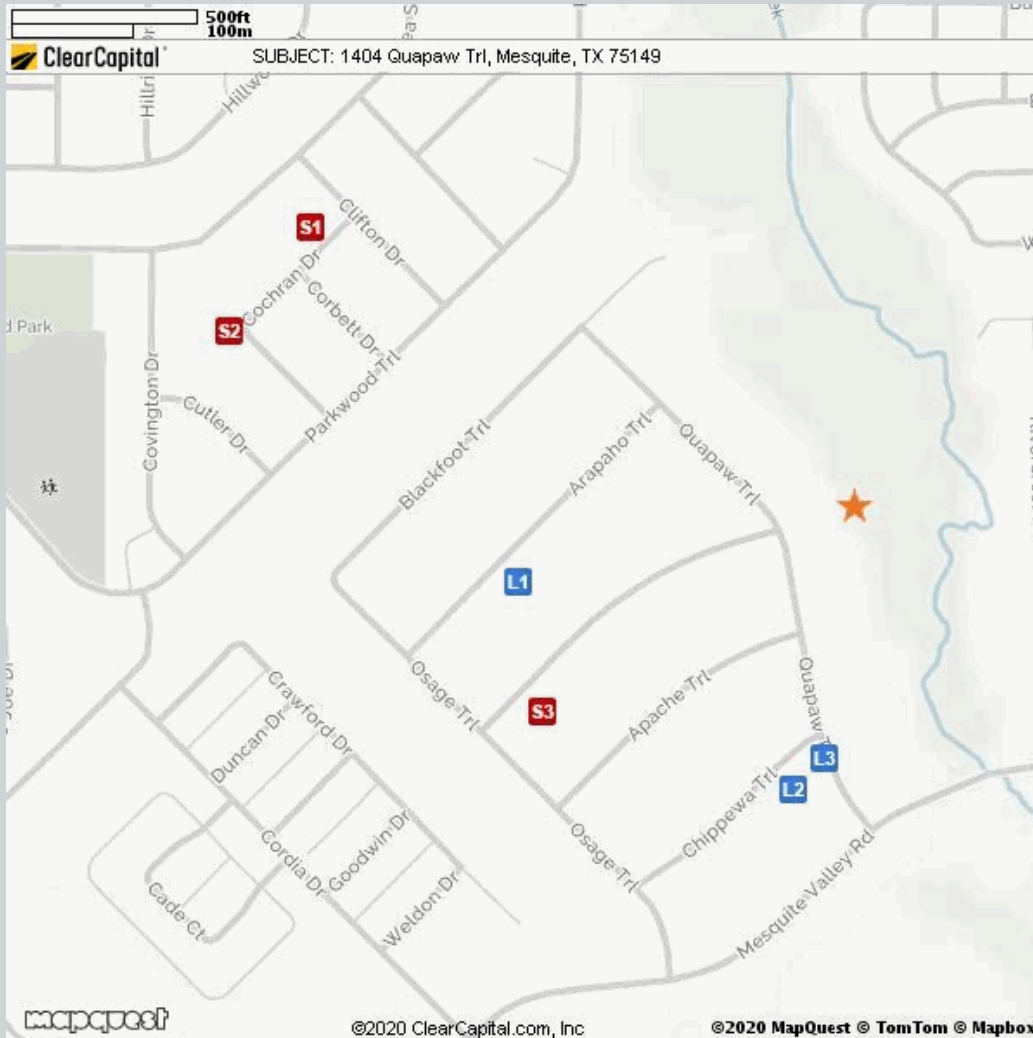 500ft
100m
ClearCapital
SUBJECT: 1404 Quapaw Trl, Mesquite, TX 75149
S1
Clifton Dr
Cochran Dr
Corbett Dr
S2
d Park
Parkwood Trl
Covington Dr
Cutler Dr
Blackfoot Trl
Arapaho Trl
Quapaw Trl
L1
Osage Trl
S3
Apache Trl
Quapaw T
Crawford Dr
Duncan Dr
L3
L2
Chippewa Trl
Osage Trl
Goodwin Dr
Cordia Dr
Cade Ct
Weldon Dr
Mesquite Valley Rd
mapquest
©2020 ClearCapital.com, Inc
©2020 MapQuest © TomTom © Mapbox